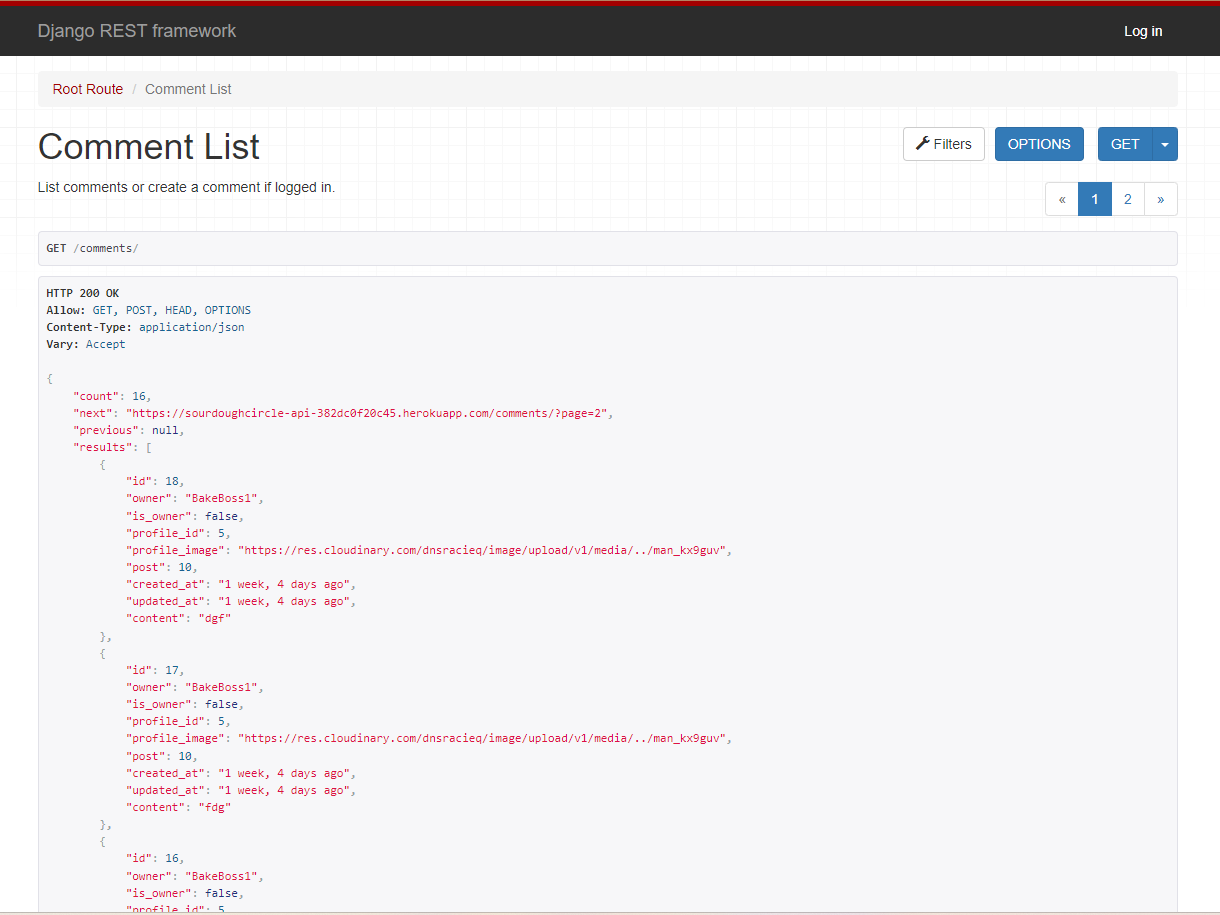 Django REST framework
Log in
Root Route / Comment List
Comment List
Filters
OPTIONS
GET
List comments or create a comment if logged in.
« 1 2 »
GET /comments/
HTTP 200 OK
Allow: GET, POST, HEAD, OPTIONS
Content-Type: application/json
Vary: Accept
{
"count": 16,
"next": "https://sourdoughcircle-api-382dc0f20c45.herokuapp.com/comments/?page=2",
"previous": null,
"results": [
{
"id": 18,
"owner": "BakeBoss1",
"is_owner": false,
"profile_id": 5,
"profile_image": "https://res.cloudinary.com/dnsracieq/image/upload/v1/media/../man_kx9guv",
"post": 10,
"created_at": "1 week, 4 days ago",
"updated_at": "1 week, 4 days ago",
"content": "dgf"
},
{
"id": 17,
"owner": "BakeBoss1",
"is_owner": false,
"profile_id": 5,
"profile_image": "https://res.cloudinary.com/dnsracieq/image/upload/v1/media/../man_kx9guv",
"post": 10,
"created_at": "1 week, 4 days ago",
"updated_at": "1 week, 4 days ago",
"content": "fdg"
},
{
"id": 16,
"owner": "BakeBoss1",
"is_owner": false,
"profile_id": 5